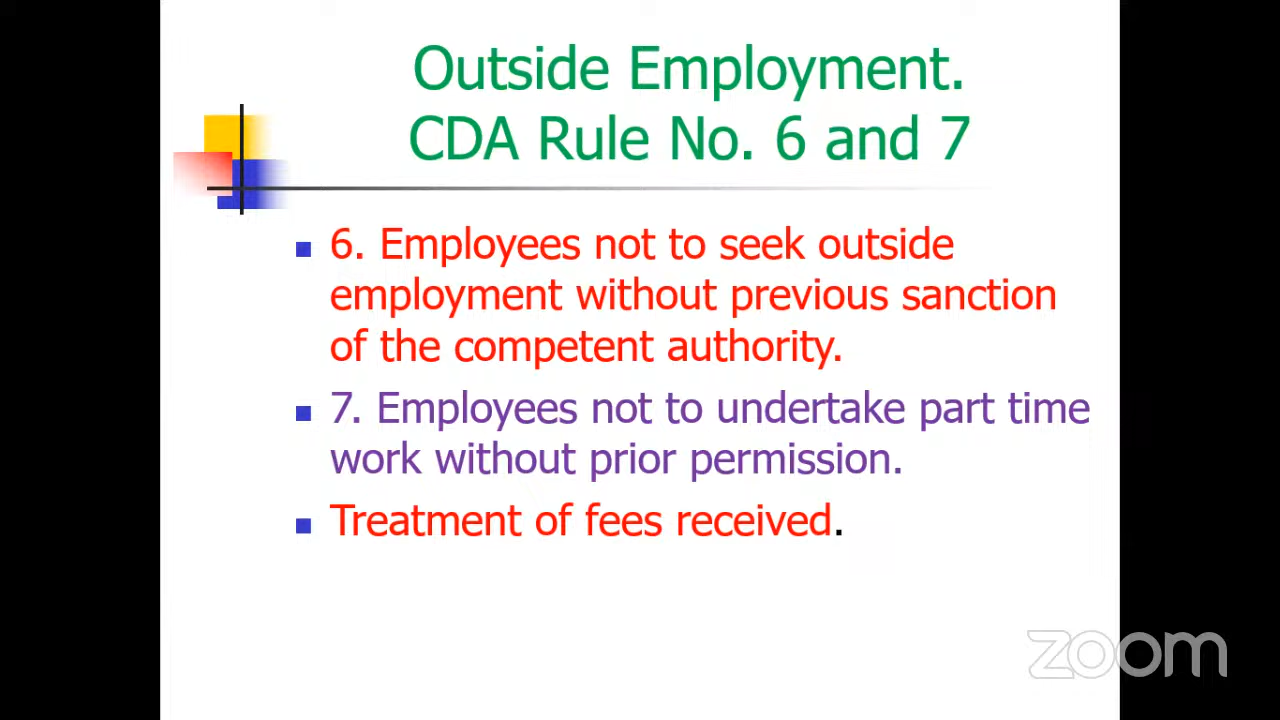 Outside Employment.
CDA Rule No. 6 and 7
6. Employees not to seek outside
employment without previous sanction
of the competent authority.
7. Employees not to undertake part time
work without prior permission.
Treatment of fees received.
zoom